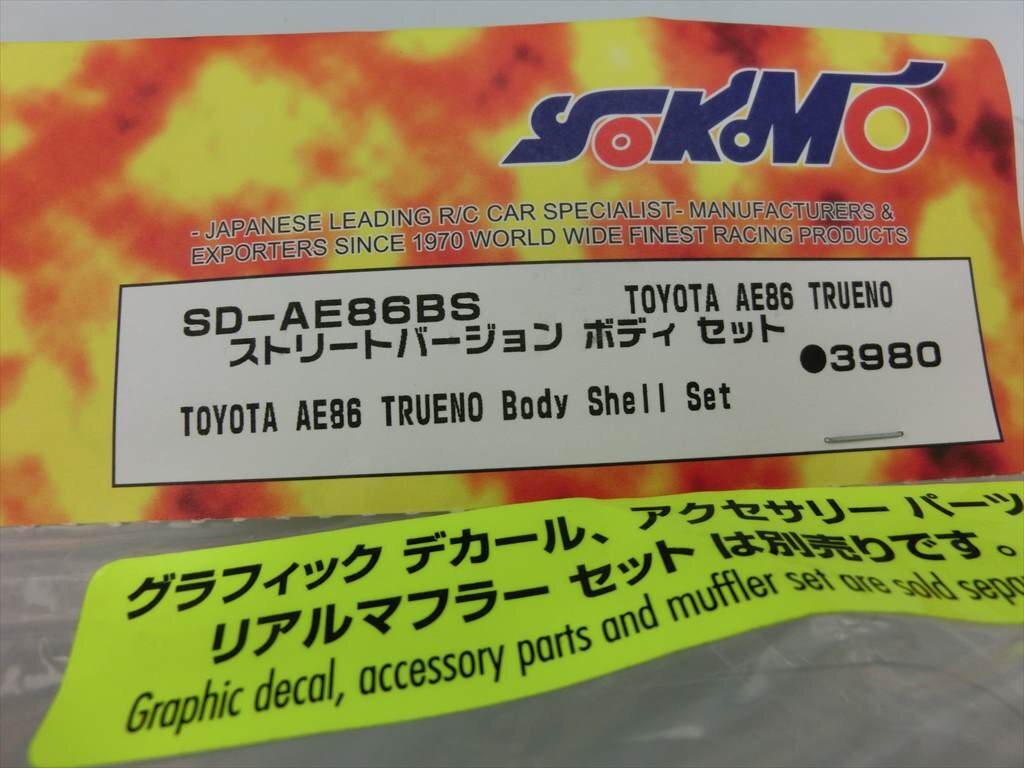 YOKOMO
- JAPANESE LEADING R/C CAR SPECIALIST- MANUFACTURERS &
EXPORTERS SINCE 1970 WORLD WIDE FINEST RACING PRODUCTS
SD-AE86BS TOYOTA AE86 TRUENO
ストリートバージョン ボディ セット
●3980
TOYOTA AE86 TRUENO Body Shell Set
グラフィック デカール、アクセサリー パーツ
リアルマフラー セット は別売りです。
Graphic decal, accessory parts and muffler set are sold sepa